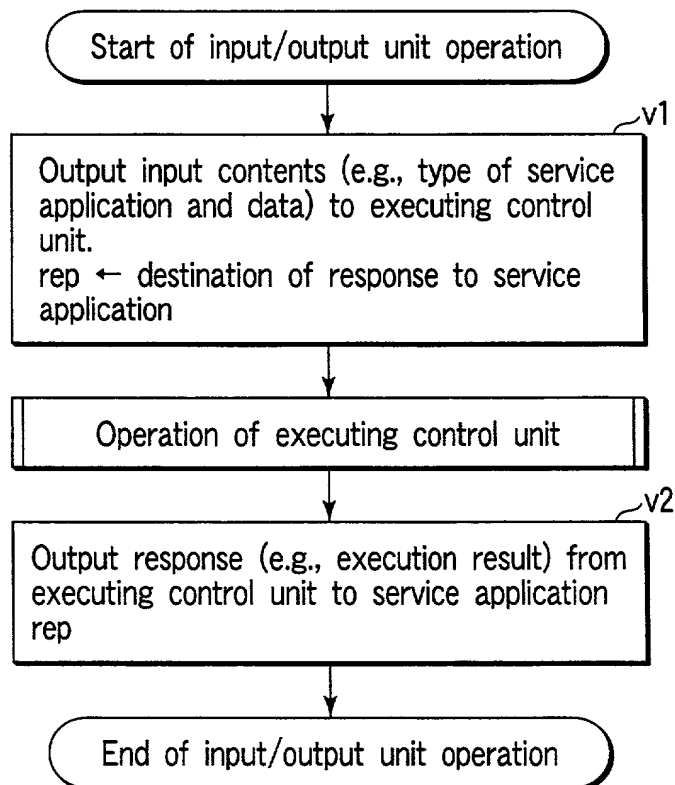 Start of input/output unit operation
v1
Output input contents (e.g., type of service
application and data) to executing control
unit.
rep ← destination of response to service
application
Operation of executing control unit
v2
Output response (e.g., execution result) from
executing control unit to service application
rep
End of input/output unit operation